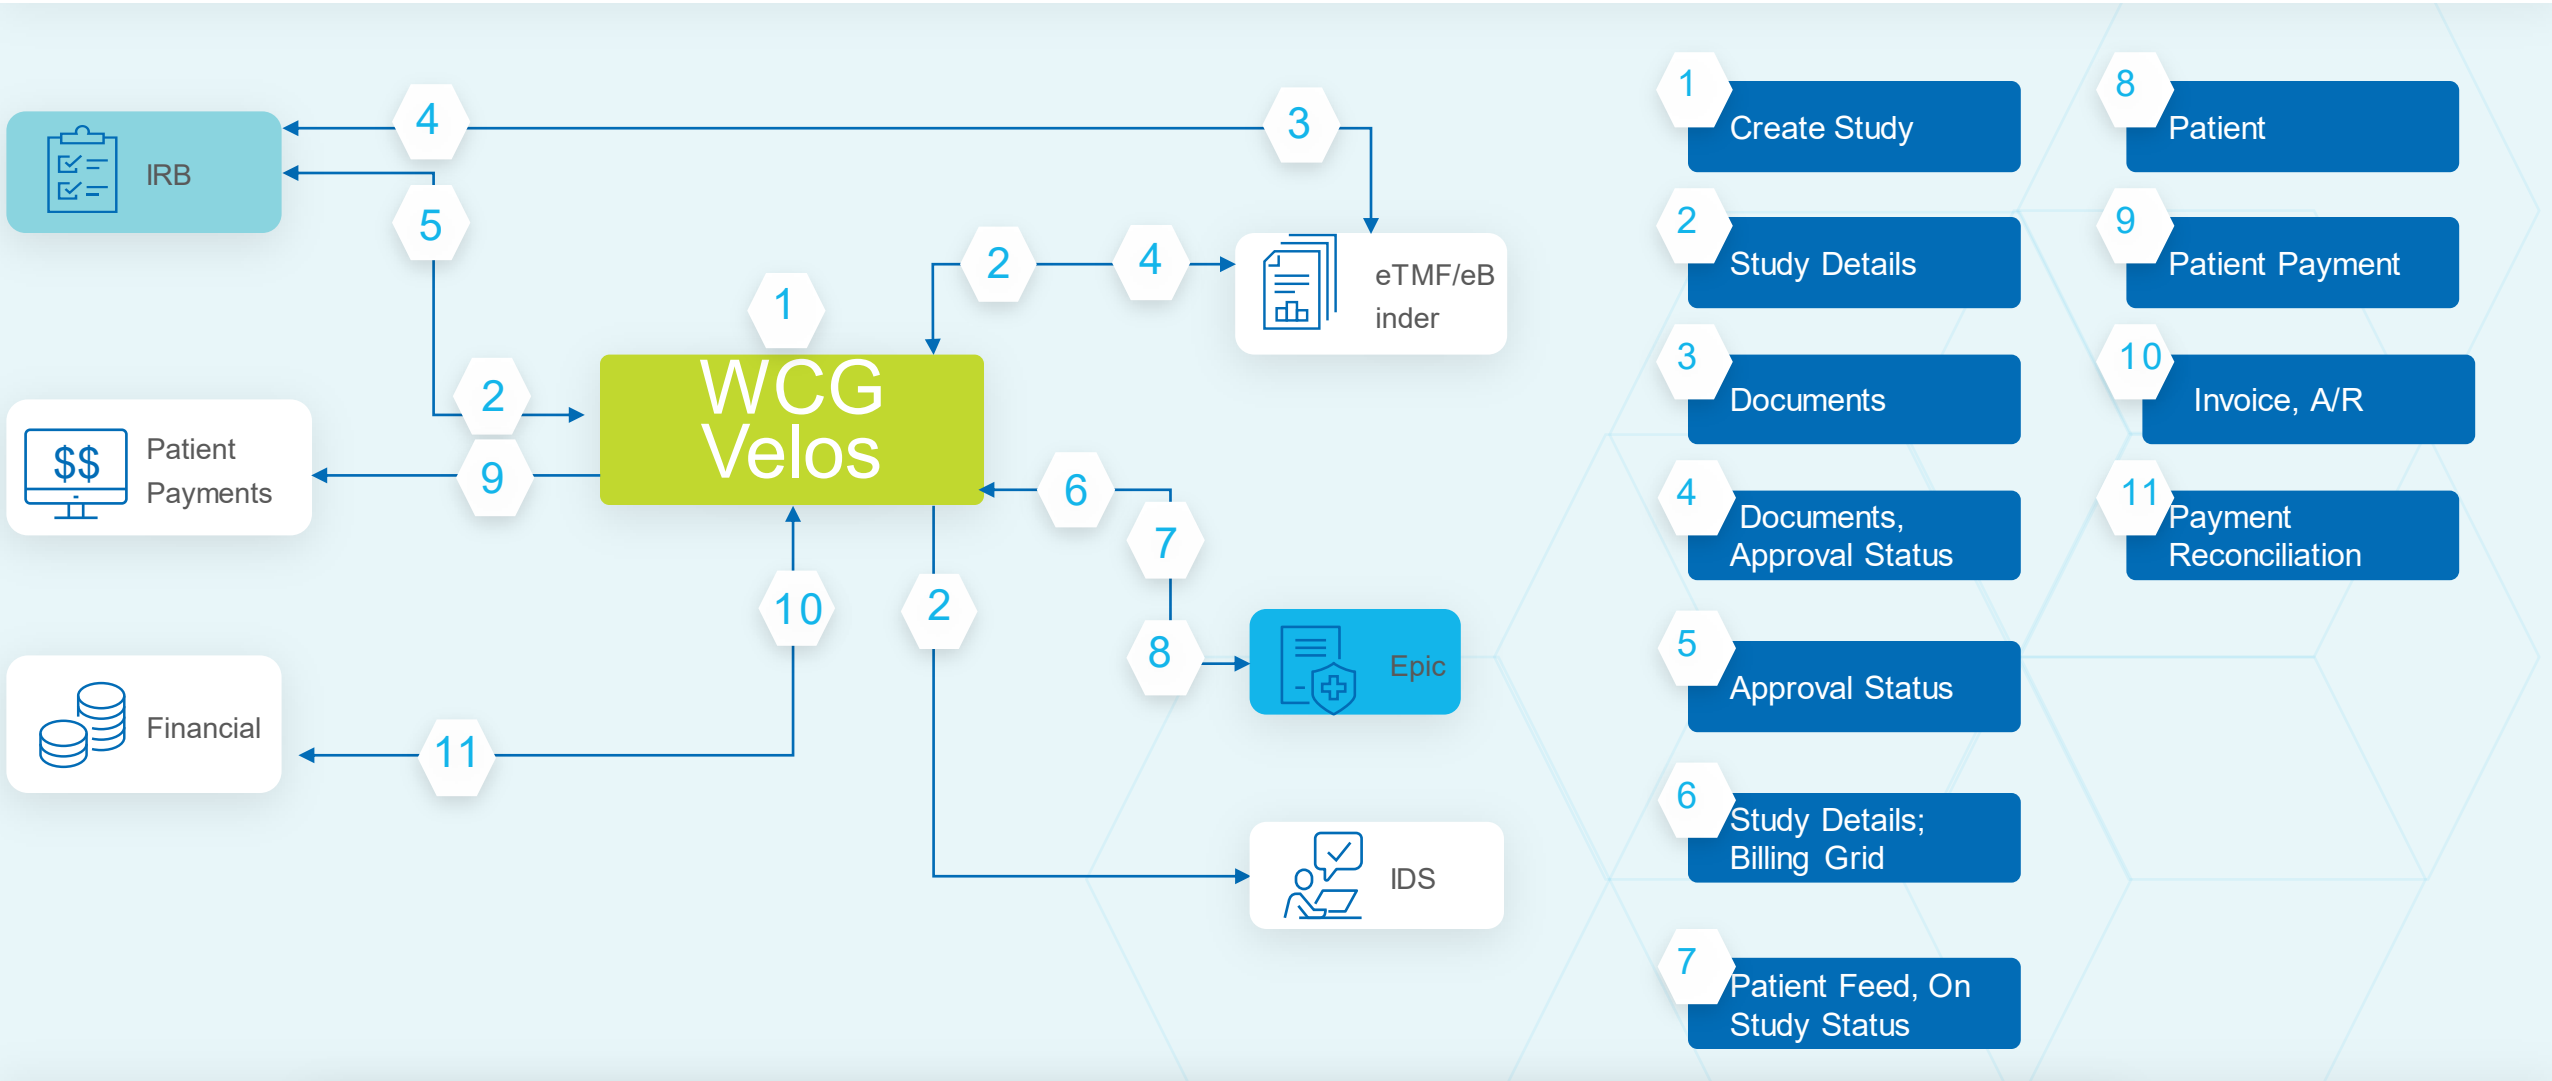 4
3
IRB
5
2
4
eTMF/eB
inder
1
WCG
Velos
2
Patient
Payments
$$
9
6
7
10
2
8
Epic
Financial
11
IDS
1
Create Study
2
Study Details
3
Documents
4
Documents,
Approval Status
5
Approval Status
6
Study Details;
Billing Grid
7
Patient Feed, On
Study Status
8
Patient
9
Patient Payment
10
Invoice, A/R
11
Payment
Reconciliation